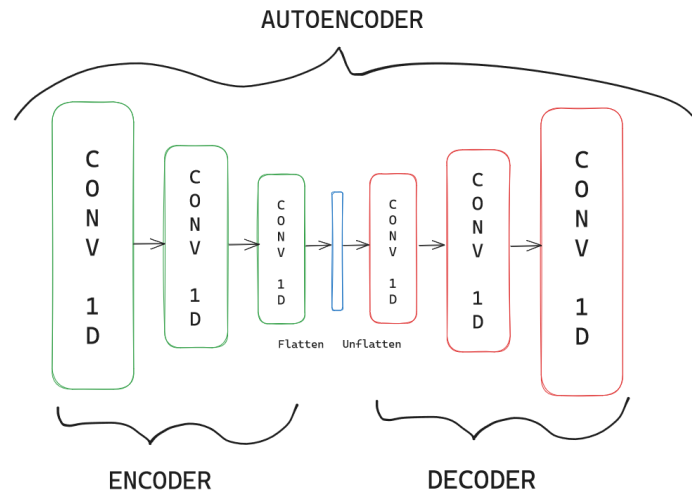 AUTOENCODER
CONV 1D
CONV 1D
CONV 1D
CONV 1D
CONV 1D
CONV 1D
Flatten
Unflatten
ENCODER
DECODER